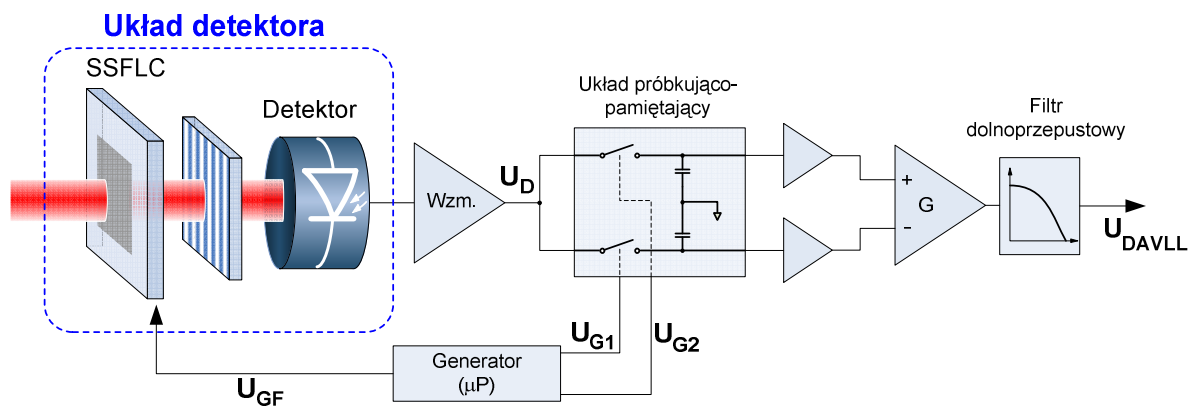 Układ detektora
SSFLC
Detektor
Wzm.
U_D
Układ próbkująco-
pamiętający
+
G
-
Filtr
dolnoprzepustowy
U_DAVLL
U_G1
U_G2
Generator
(μP)
U_GF